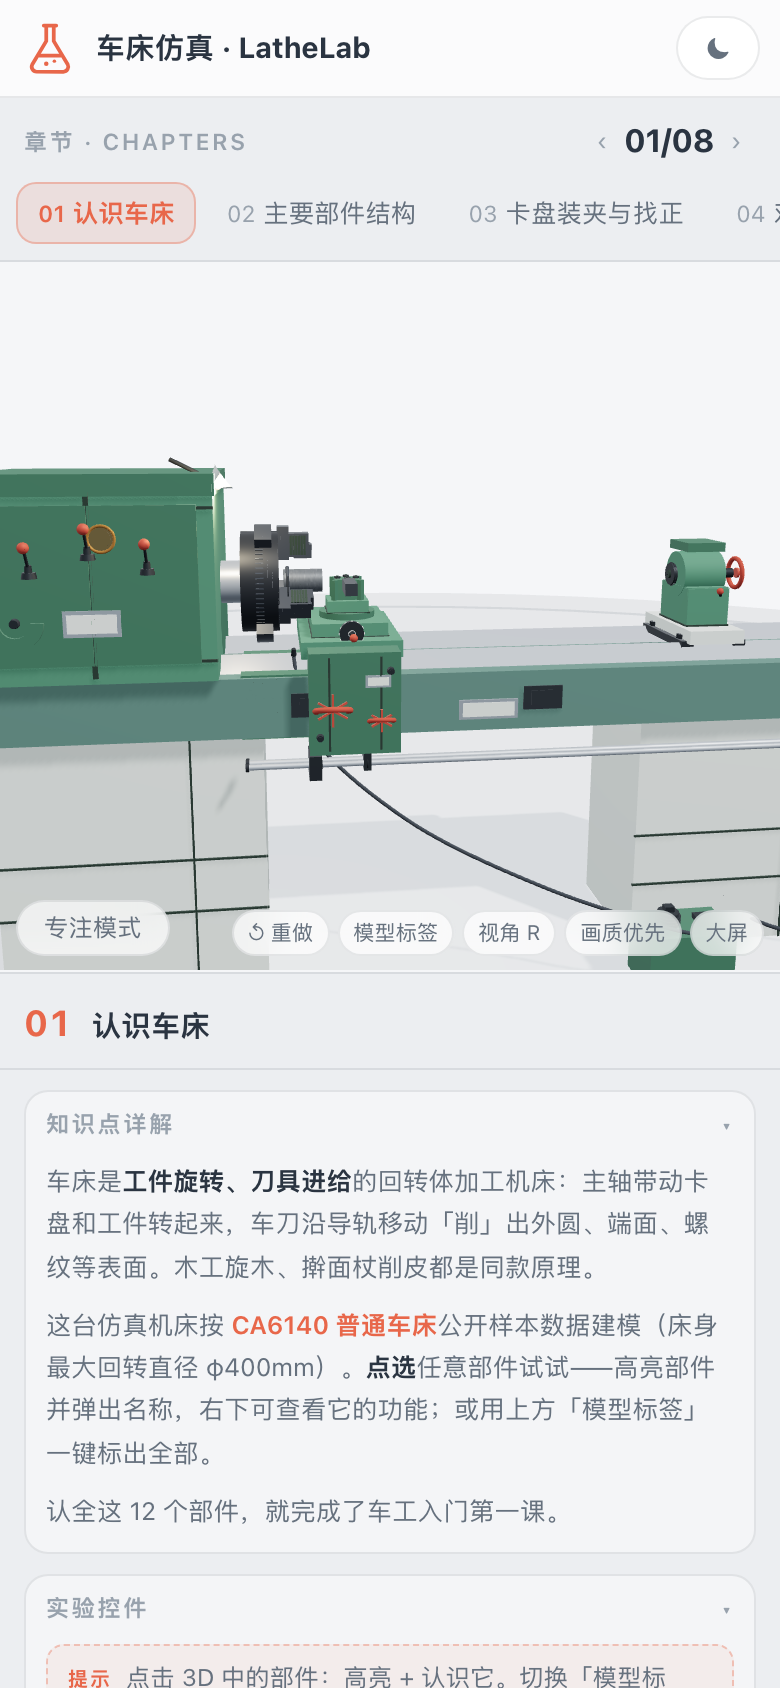 车床仿真 · LatheLab
章节 · CHAPTERS
‹ 01/08 ›
01 认识车床
02 主要部件结构
03 卡盘装夹与找正
04
专注模式
重做
模型标签
视角 R
画质优先
大屏
01 认识车床
知识点详解
车床是工件旋转、刀具进给的回转体加工机床：主轴带动卡
盘和工件转起来，车刀沿导轨移动「削」出外圆、端面、螺
纹等表面。木工旋木、擀面杖削皮都是同款原理。
这台仿真机床按 CA6140 普通车床公开样本数据建模（床身
最大回转直径 φ400mm）。点选任意部件试试——高亮部件
并弹出名称，右下可查看它的功能；或用上方「模型标签」
一键标出全部。
认全这 12 个部件，就完成了车工入门第一课。
实验控件
提示 点击 3D 中的部件：高亮 + 认识它。切换「模型标